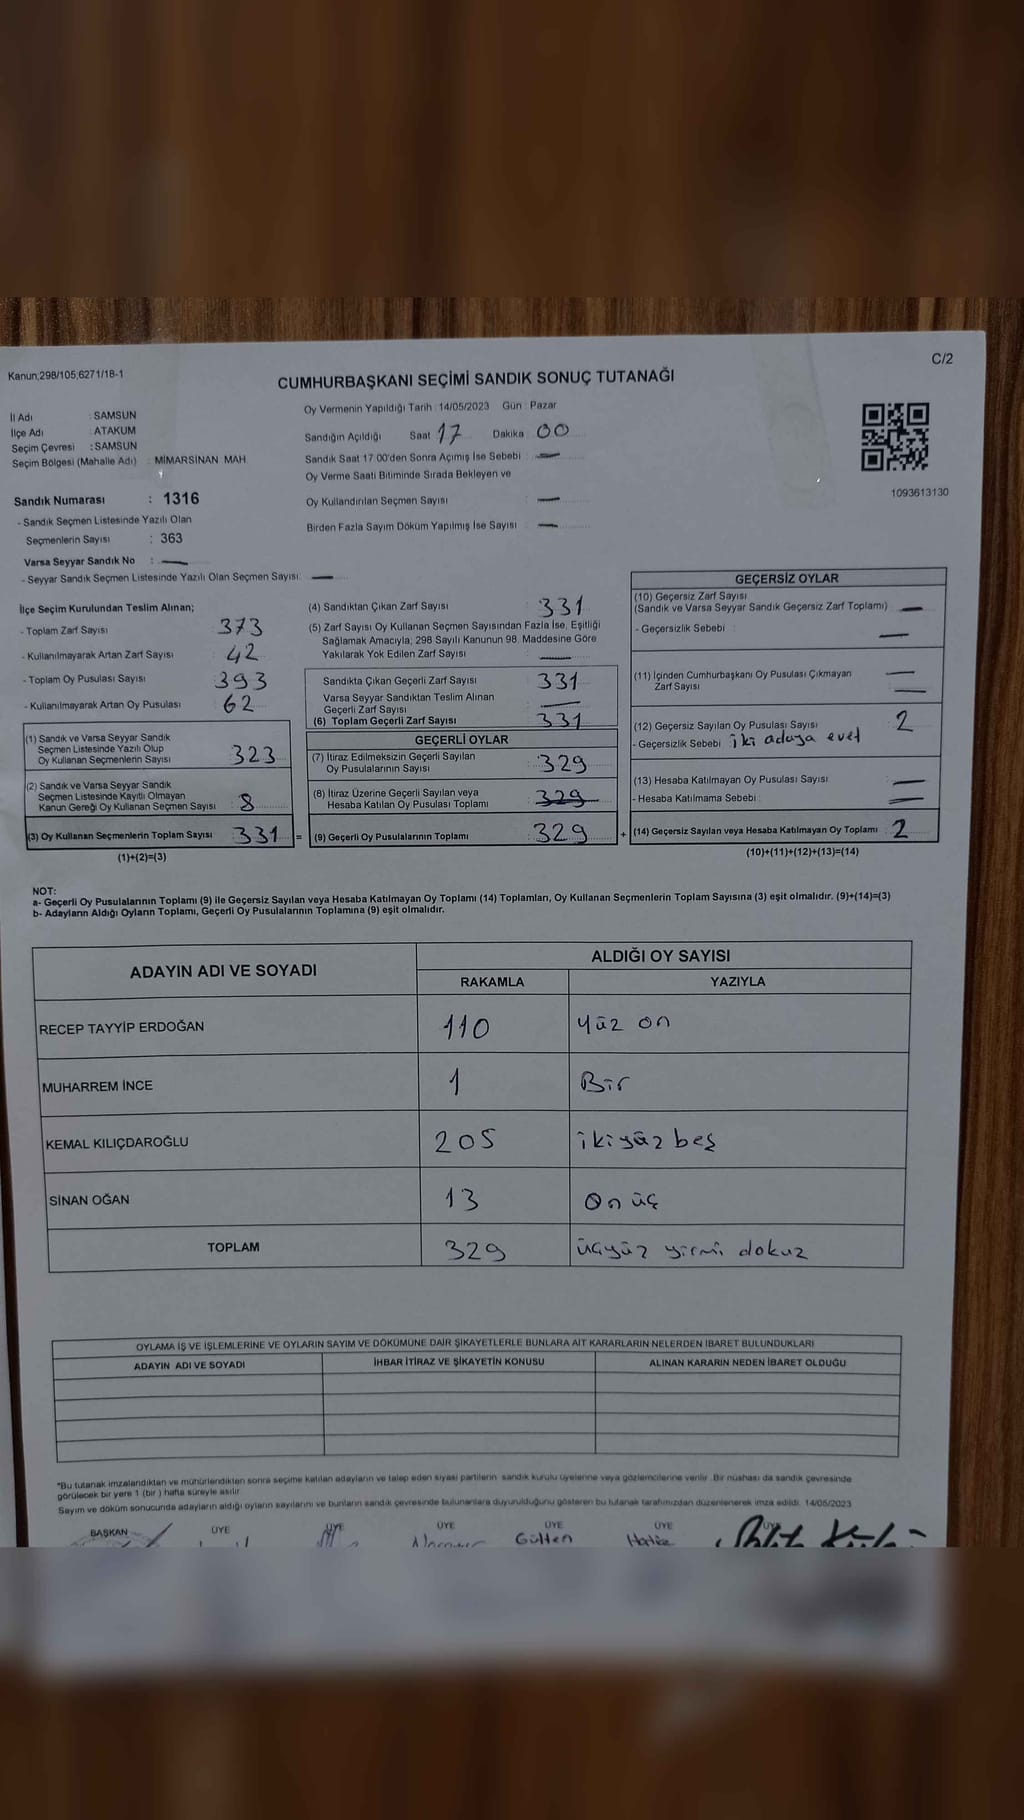 C/2
Kanun;298/105;6271/18-1
CUMHURBAŞKANI SEÇİMİ SANDIK SONUÇ TUTANAĞI
İl Adı : SAMSUN
İlçe Adı : ATAKUM
Seçim Çevresi : SAMSUN
Seçim Bölgesi (Mahalle Adı) : MİMARSİNAN MAH.
Sandık Numarası : 1316
- Sandık Seçmen Listesinde Yazılı Olan
Seçmenlerin Sayısı : 363
Varsa Seyyar Sandık No : —
- Seyyar Sandık Seçmen Listesinde Yazılı Olan Seçmen Sayısı: —
Oy Vermenin Yapıldığı Tarih : 14/05/2023 Gün : Pazar
Sandığın Açıldığı Saat 17 Dakika 00
Sandık Saat 17.00'den Sonra Açımış İse Sebebi : —
Oy Verme Saati Bitiminde Sırada Bekleyen ve
Oy Kullandırılan Seçmen Sayısı : —
Birden Fazla Sayım Döküm Yapılmış İse Sayısı : —
1093613130
İlçe Seçim Kurulundan Teslim Alınan;
- Toplam Zarf Sayısı : 373
- Kullanılmayarak Artan Zarf Sayısı : 42
- Toplam Oy Pusulası Sayısı : 393
- Kullanılmayarak Artan Oy Pusulası : 62
(1) Sandık ve Varsa Seyyar Sandık
Seçmen Listesinde Yazılı Olup
Oy Kullanan Seçmenlerin Sayısı : 323
(2) Sandık ve Varsa Seyyar Sandık
Seçmen Listesinde Kayıtlı Olmayan
Kanun Gereği Oy Kullanan Seçmen Sayısı : 8
(3) Oy Kullanan Seçmenlerin Toplam Sayısı : 331 =
(1)+(2)=(3)
(4) Sandıktan Çıkan Zarf Sayısı : 331
(5) Zarf Sayısı Oy Kullanan Seçmen Sayısından Fazla İse, Eşitliği
Sağlamak Amacıyla; 298 Sayılı Kanunun 98. Maddesine Göre
Yakılarak Yok Edilen Zarf Sayısı : —
Sandıkta Çıkan Geçerli Zarf Sayısı : 331
Varsa Seyyar Sandıktan Teslim Alınan
Geçerli Zarf Sayısı : —
(6) Toplam Geçerli Zarf Sayısı : 331
GEÇERLİ OYLAR
(7) İtiraz Edilmeksizin Geçerli Sayılan
Oy Pusulalarının Sayısı : 329
(8) İtiraz Üzerine Geçerli Sayılan veya
Hesaba Katılan Oy Pusulası Toplamı : 329
(9) Geçerli Oy Pusulalarının Toplamı : 329 +
GEÇERSİZ OYLAR
(10) Geçersiz Zarf Sayısı
(Sandık ve Varsa Seyyar Sandık Geçersiz Zarf Toplamı) : —
- Geçersizlik Sebebi : —
(11) İçinden Cumhurbaşkanı Oy Pusulası Çıkmayan
Zarf Sayısı : —
(12) Geçersiz Sayılan Oy Pusulası Sayısı : 2
- Geçersizlik Sebebi : iki adaya evet
(13) Hesaba Katılmayan Oy Pusulası Sayısı : —
- Hesaba Katılmama Sebebi : —
(14) Geçersiz Sayılan veya Hesaba Katılmayan Oy Toplamı : 2
(10)+(11)+(12)+(13)=(14)
NOT:
a- Geçerli Oy Pusulalarının Toplamı (9) ile Geçersiz Sayılan veya Hesaba Katılmayan Oy Toplamı (14) Toplamları, Oy Kullanan Seçmenlerin Toplam Sayısına (3) eşit olmalıdır. (9)+(14)=(3)
b- Adayların Aldığı Oyların Toplamı, Geçerli Oy Pusulalarının Toplamına (9) eşit olmalıdır.
ADAYIN ADI VE SOYADI ALDIĞI OY SAYISI
RAKAMLA YAZIYLA
RECEP TAYYİP ERDOĞAN 110 yüz on
MUHARREM İNCE 1 Bir
KEMAL KILIÇDAROĞLU 205 ikiyüz beş
SİNAN OĞAN 13 On üç
TOPLAM 329 üçyüz yirmi dokuz
OYLAMA İŞ VE İŞLEMLERİNE VE OYLARIN SAYIM VE DÖKÜMÜNE DAİR ŞİKAYETLERLE BUNLARA AİT KARARLARIN NELERDEN İBARET BULUNDUKLARI
ADAYIN ADI VE SOYADI İHBAR İTİRAZ VE ŞİKAYETİN KONUSU ALINAN KARARIN NEDEN İBARET OLDUĞU
*Bu tutanak imzalandıktan ve mühürlendikten sonra seçime katılan adayların ve talep eden siyasi partilerin sandık kurulu üyelerine veya gözlemcilerine verilir. Bir nüshası da sandık çevresinde
görülecek bir yere 1 (bir) hafta süreyle asılır.
Sayım ve döküm sonucunda adayların aldığı oyların sayılarını ve bunların sandık çevresinde bulunanlara duyurulduğunu gösteren bu tutanak tarafımızdan düzenlenerek imza edildi. 14/05/2023
BAŞKAN ÜYE ÜYE ÜYE ÜYE ÜYE ÜYE
Gülten Hatice